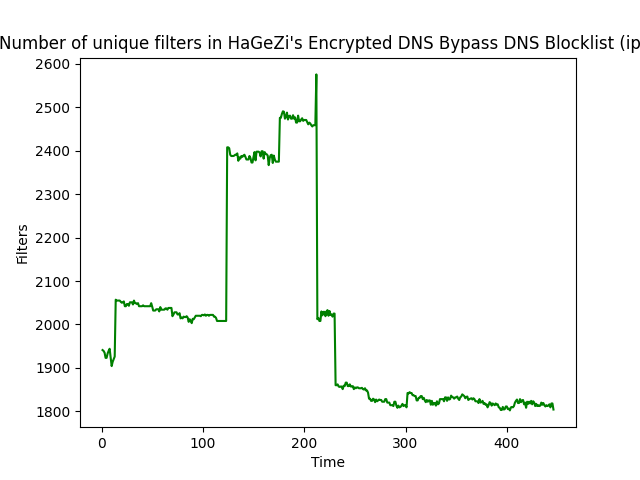 Number of unique filters in HaGeZi's Encrypted DNS Bypass DNS Blocklist (ip
2600
2500
2400
2300
2200
2100
2000
1900
1800
Filters
0 100 200 300 400
Time